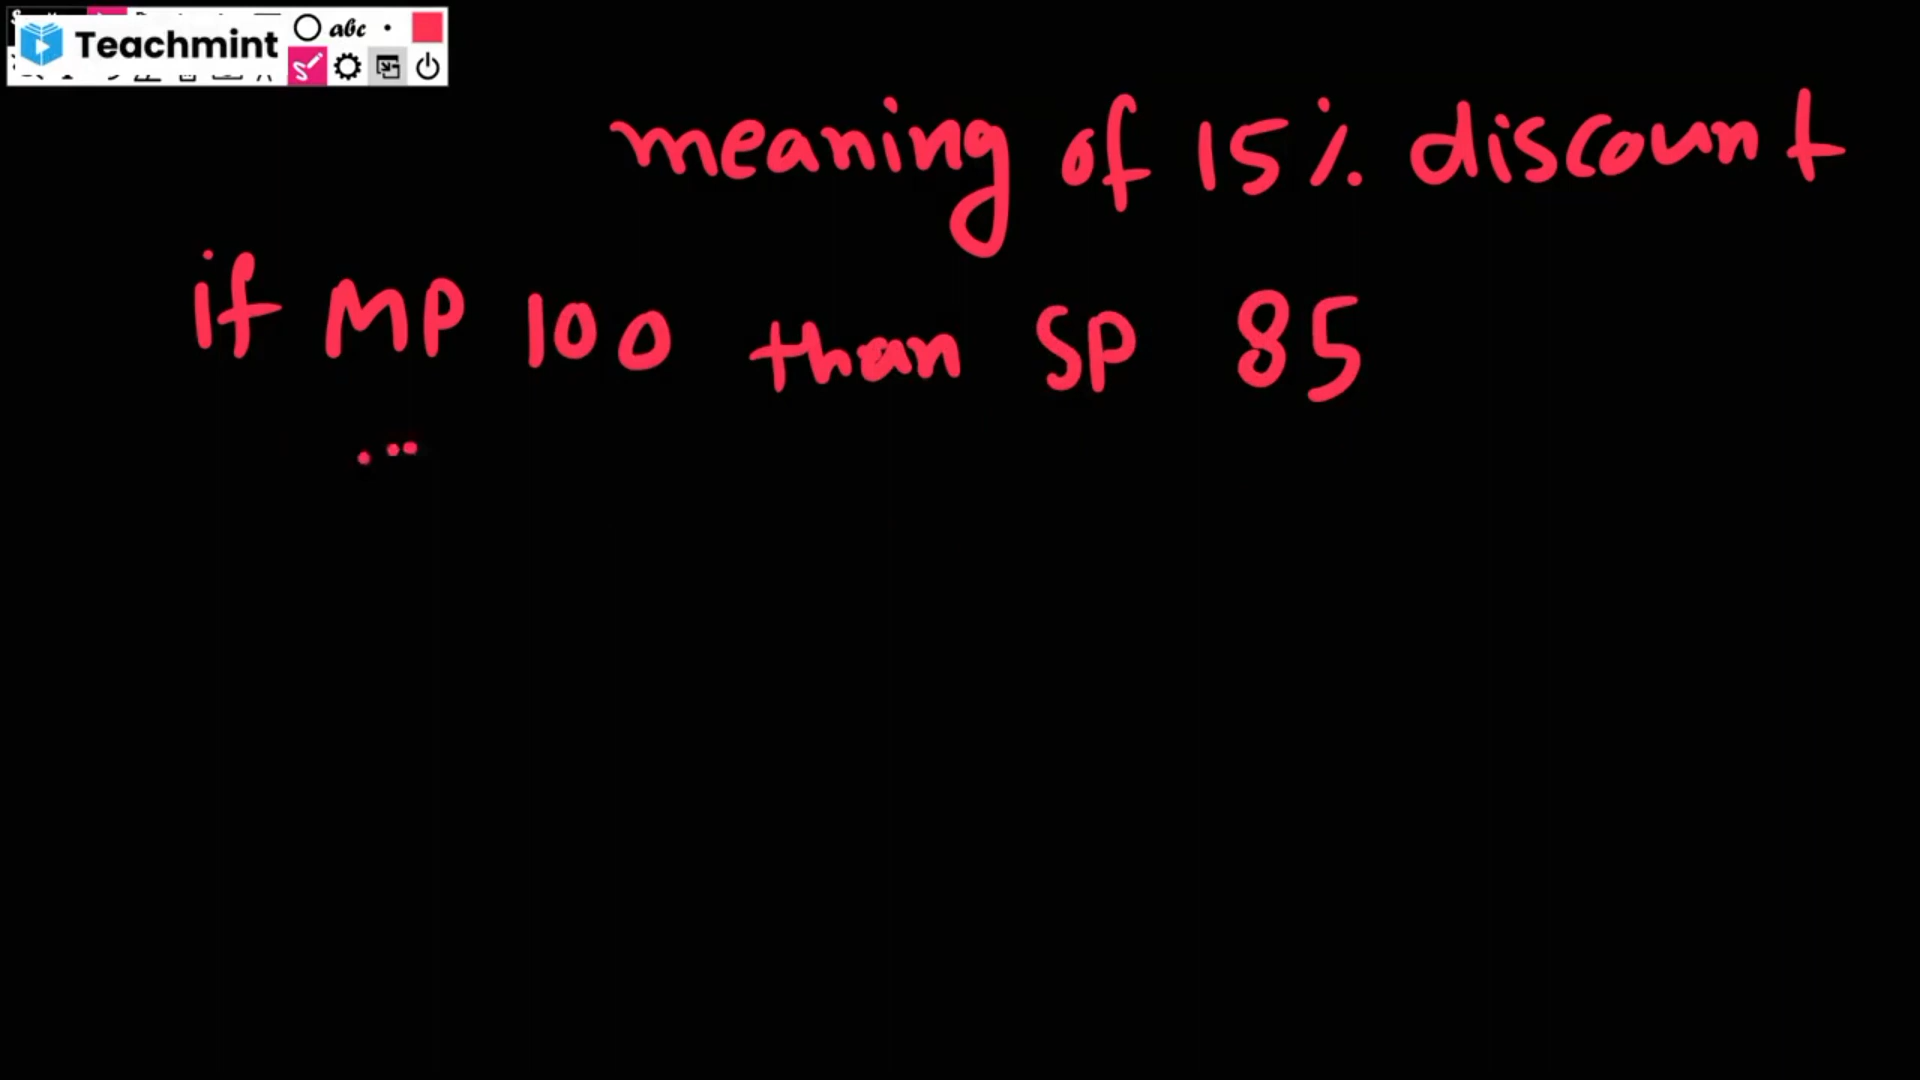 Teachmint
abc
meaning of 15% discount
if MP 100 than SP 85